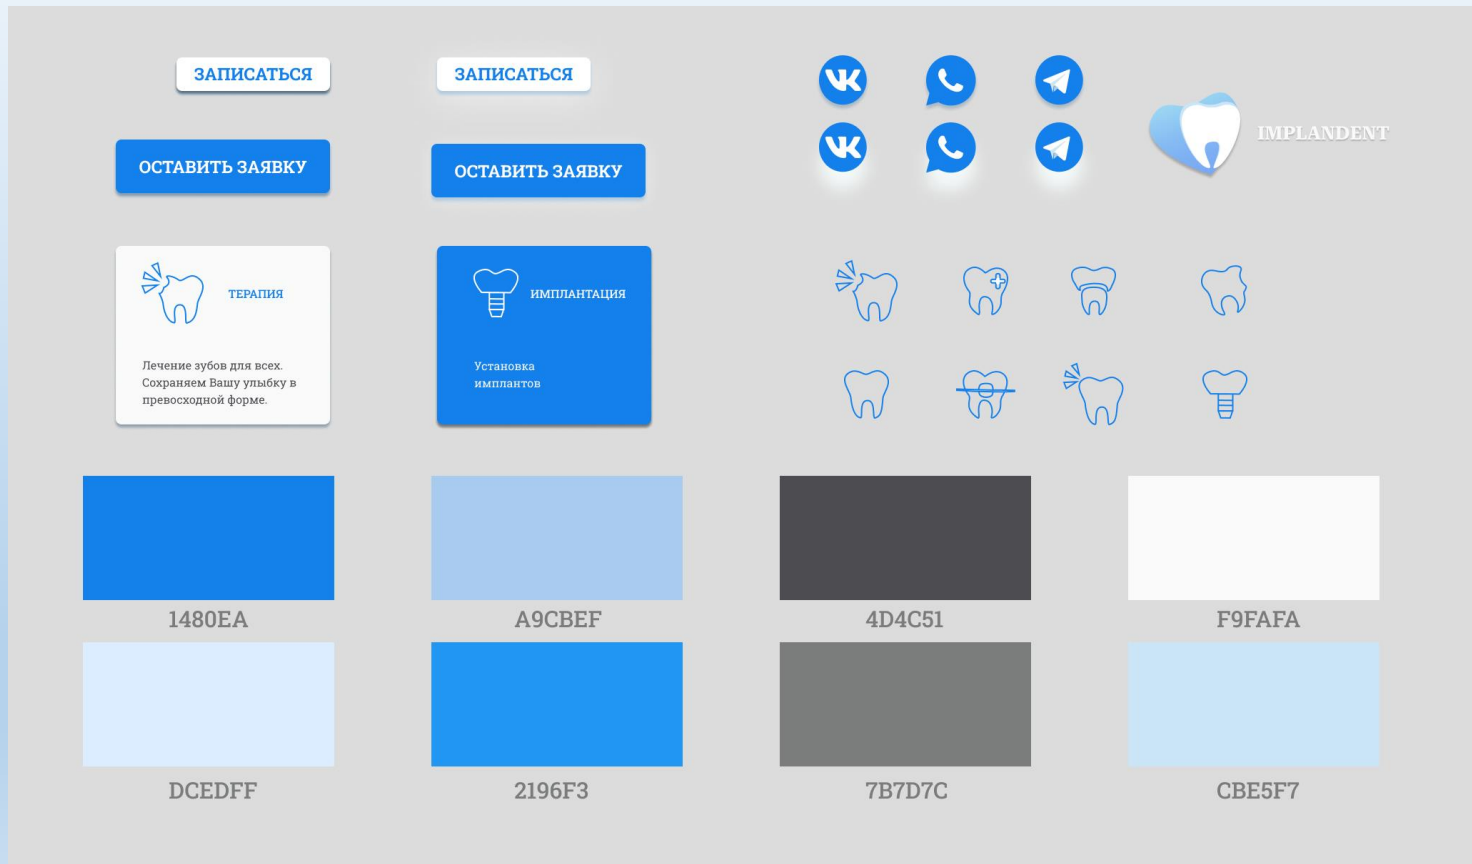 ЗАПИСАТЬСЯ
ЗАПИСАТЬСЯ
IMPLANDENT
ОСТАВИТЬ ЗАЯВКУ
ОСТАВИТЬ ЗАЯВКУ
ТЕРАПИЯ
Лечение зубов для всех.
Сохраняем Вашу улыбку в
превосходной форме.
ИМПЛАНТАЦИЯ
Установка
имплантов
1480EA
A9CBEF
4D4C51
F9FAFA
DCEDFF
2196F3
7B7D7C
CBE5F7